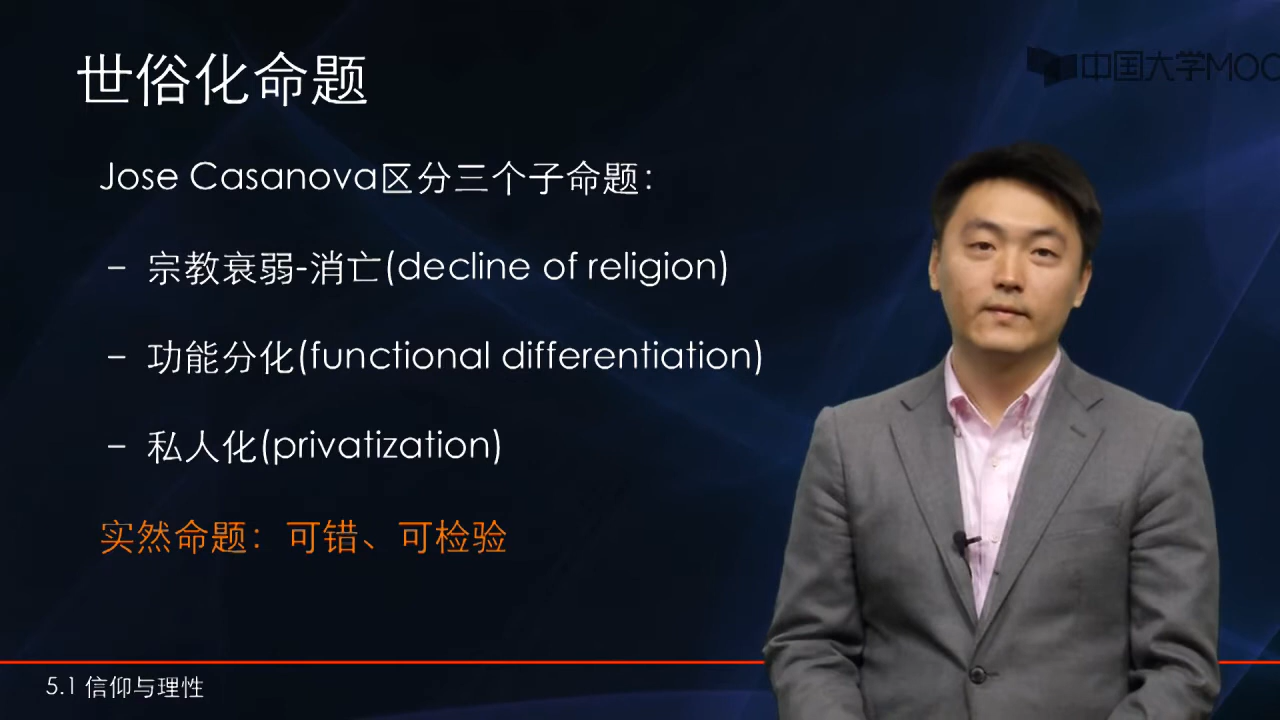 世俗化命题
中国大学MOO
Jose Casanova区分三个子命题：
– 宗教衰弱-消亡(decline of religion)
– 功能分化(functional differentiation)
– 私人化(privatization)
实然命题：可错、可检验
5.1 信仰与理性